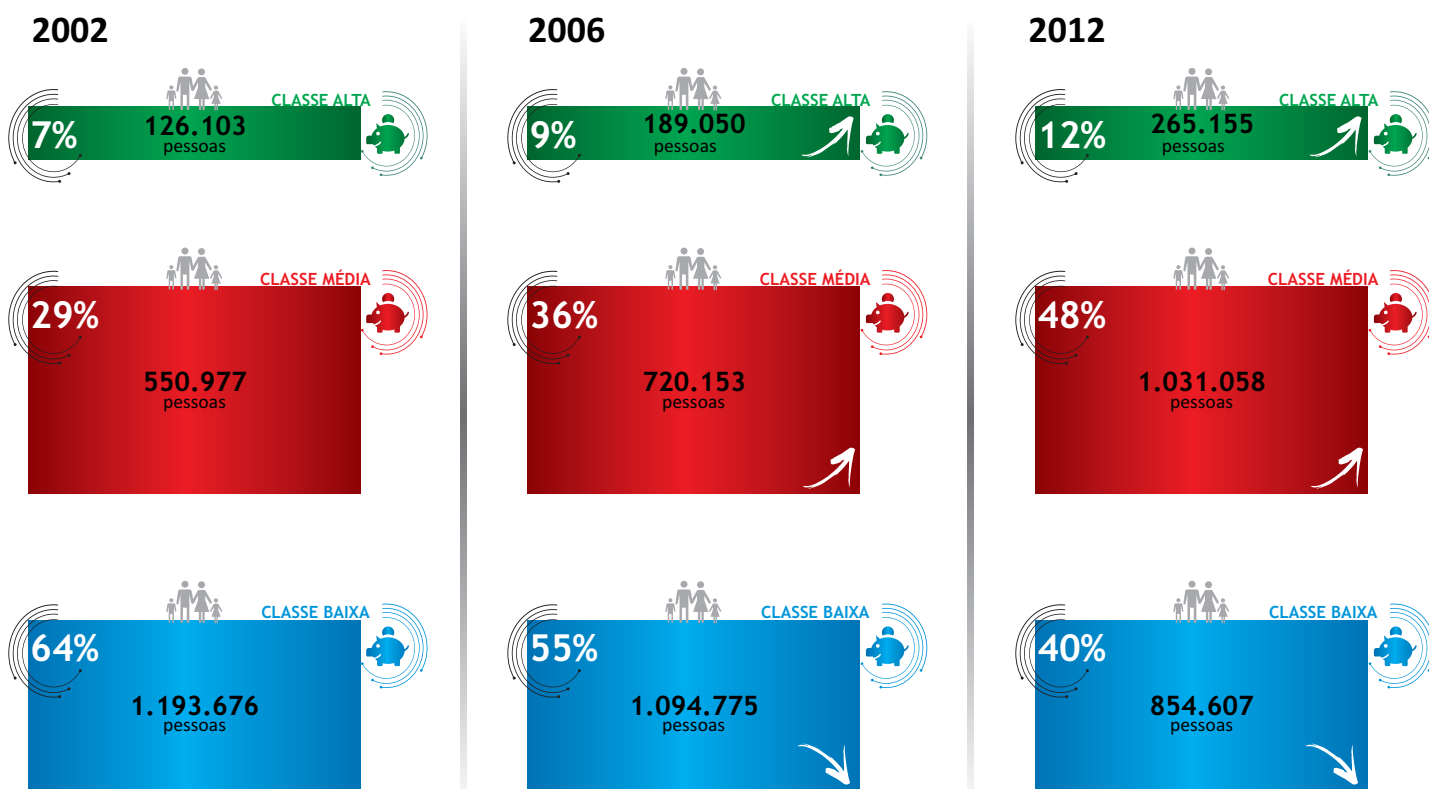 2002
CLASSE ALTA
7%
126.103
pessoas
CLASSE MÉDIA
29%
550.977
pessoas
CLASSE BAIXA
64%
1.193.676
pessoas
2006
CLASSE ALTA
9%
189.050
pessoas
CLASSE MÉDIA
36%
720.153
pessoas
CLASSE BAIXA
55%
1.094.775
pessoas
2012
CLASSE ALTA
12%
265.155
pessoas
CLASSE MÉDIA
48%
1.031.058
pessoas
CLASSE BAIXA
40%
854.607
pessoas